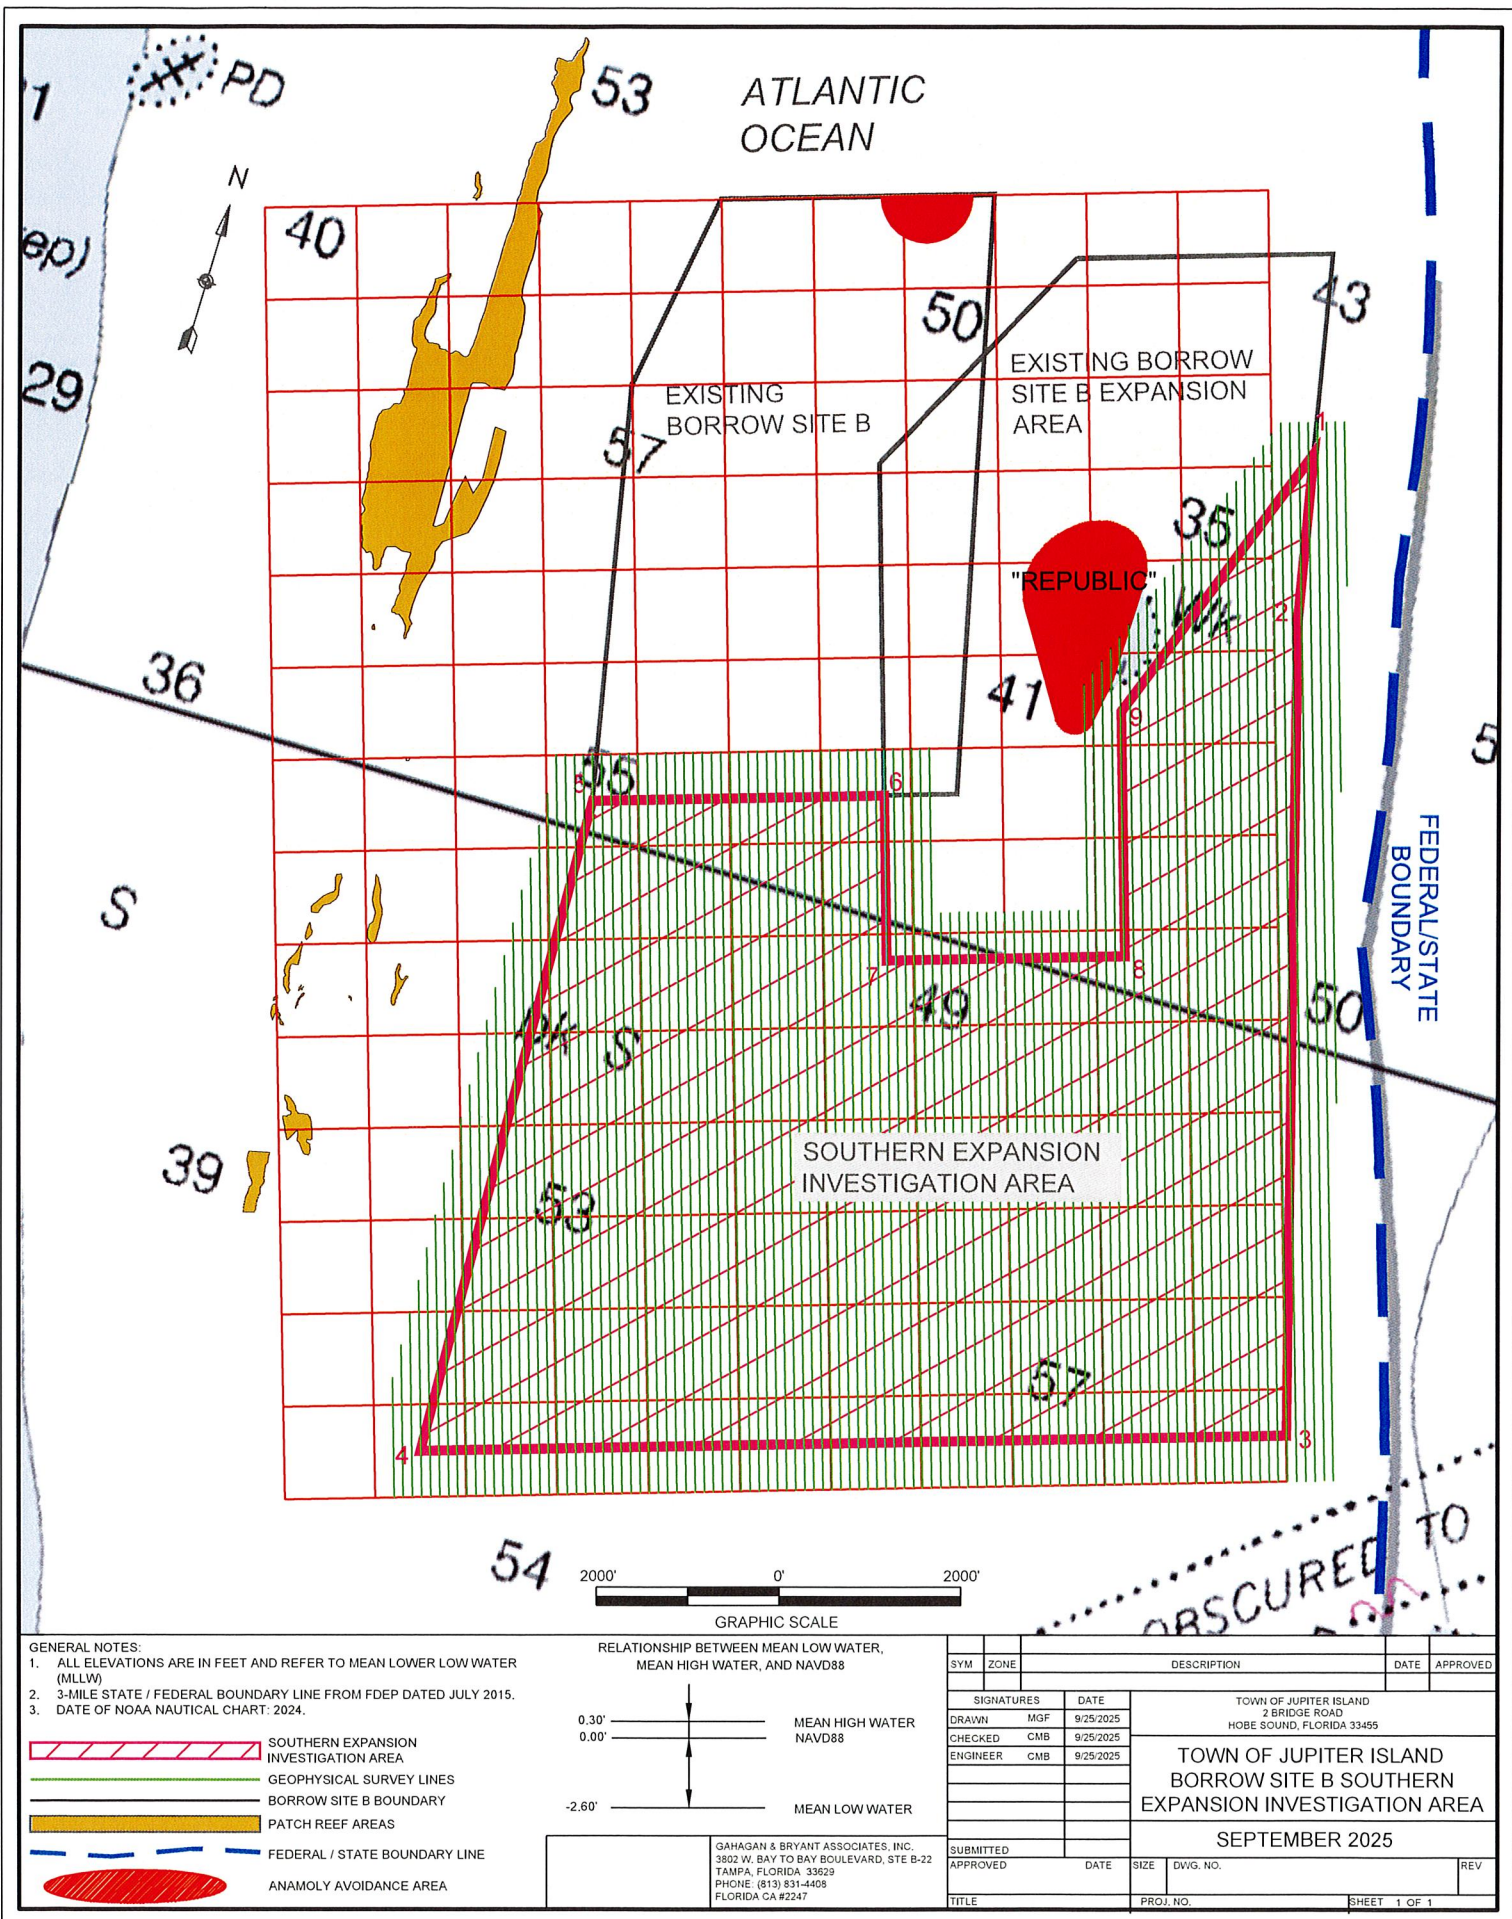 1
PD
53
ATLANTIC
OCEAN
N
40
ep)
50
43
29
EXISTING
BORROW SITE B
EXISTING BORROW
SITE B EXPANSION
AREA
57
1
35
"REPUBLIC"
Wk
2
36
41
9
5
55
5
6
FEDERAL/STATE
BOUNDARY
S
7
8
49
50
Wk
S
SOUTHERN EXPANSION
INVESTIGATION AREA
39
53
57
4
3
54
OBSCURED TO
2000' 0' 2000'
GRAPHIC SCALE
GENERAL NOTES:
1. ALL ELEVATIONS ARE IN FEET AND REFER TO MEAN LOWER LOW WATER
(MLLW)
2. 3-MILE STATE / FEDERAL BOUNDARY LINE FROM FDEP DATED JULY 2015.
3. DATE OF NOAA NAUTICAL CHART: 2024.
SOUTHERN EXPANSION
INVESTIGATION AREA
GEOPHYSICAL SURVEY LINES
BORROW SITE B BOUNDARY
PATCH REEF AREAS
FEDERAL / STATE BOUNDARY LINE
ANAMOLY AVOIDANCE AREA
RELATIONSHIP BETWEEN MEAN LOW WATER,
MEAN HIGH WATER, AND NAVD88
0.30' MEAN HIGH WATER
0.00' NAVD88
-2.60' MEAN LOW WATER
GAHAGAN & BRYANT ASSOCIATES, INC.
3802 W. BAY TO BAY BOULEVARD, STE B-22
TAMPA, FLORIDA 33629
PHONE: (813) 831-4408
FLORIDA CA #2247
SYM ZONE DESCRIPTION DATE APPROVED
SIGNATURES DATE
DRAWN MGF 9/25/2025
CHECKED CMB 9/25/2025
ENGINEER CMB 9/25/2025
SUBMITTED
APPROVED DATE
TITLE
TOWN OF JUPITER ISLAND
2 BRIDGE ROAD
HOBE SOUND, FLORIDA 33455
TOWN OF JUPITER ISLAND
BORROW SITE B SOUTHERN
EXPANSION INVESTIGATION AREA
SEPTEMBER 2025
SIZE DWG. NO. REV
PROJ. NO. SHEET 1 OF 1